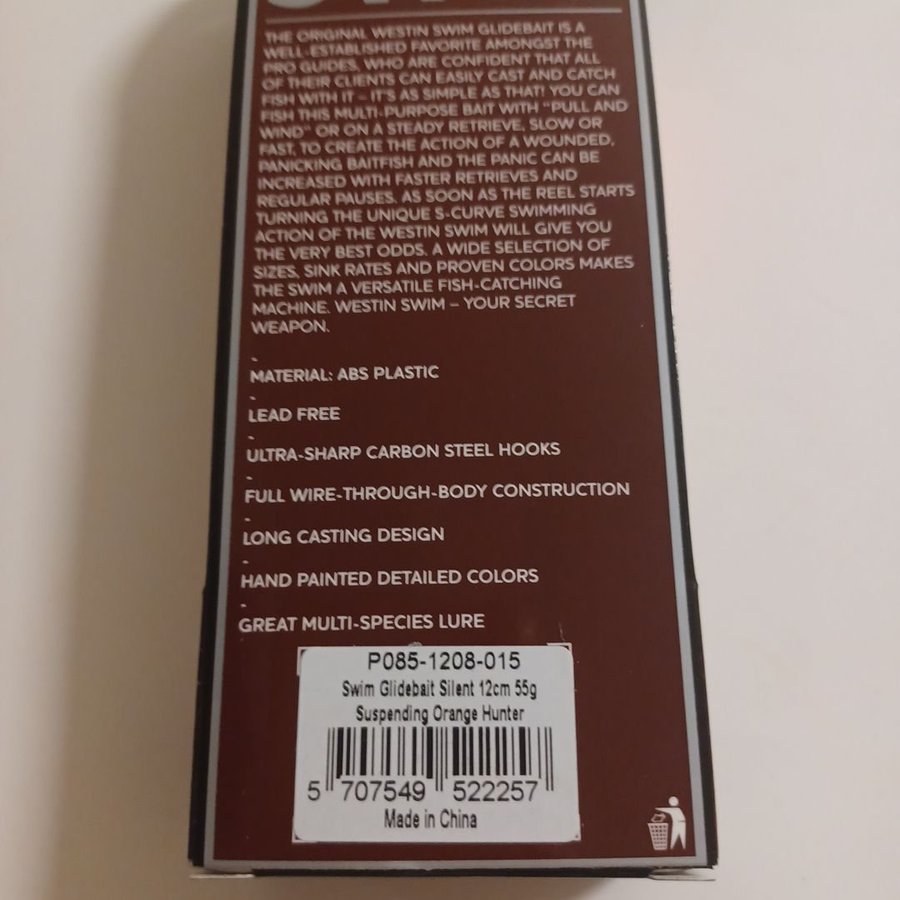 THE ORIGINAL WESTIN SWIM GLIDEBAIT IS A
WELL-ESTABLISHED FAVORITE AMONGST THE
PRO GUIDES, WHO ARE CONFIDENT THAT ALL
OF THEIR CLIENTS CAN EASILY CAST AND CATCH
FISH WITH IT – IT'S AS SIMPLE AS THAT! YOU CAN
FISH THIS MULTI-PURPOSE BAIT WITH "PULL AND
WIND" OR ON A STEADY RETRIEVE, SLOW OR
FAST, TO CREATE THE ACTION OF A WOUNDED,
PANICKING BAITFISH AND THE PANIC CAN BE
INCREASED WITH FASTER RETRIEVES AND
REGULAR PAUSES. AS SOON AS THE REEL STARTS
TURNING THE UNIQUE S-CURVE SWIMMING
ACTION OF THE WESTIN SWIM WILL GIVE YOU
THE VERY BEST ODDS. A WIDE SELECTION OF
SIZES, SINK RATES AND PROVEN COLORS MAKES
THE SWIM A VERSATILE FISH-CATCHING
MACHINE. WESTIN SWIM – YOUR SECRET
WEAPON.
-
MATERIAL: ABS PLASTIC
-
LEAD FREE
-
ULTRA-SHARP CARBON STEEL HOOKS
-
FULL WIRE-THROUGH-BODY CONSTRUCTION
-
LONG CASTING DESIGN
-
HAND PAINTED DETAILED COLORS
-
GREAT MULTI-SPECIES LURE
P085-1208-015
Swim Glidebait Silent 12cm 55g
Suspending Orange Hunter
5 707549 522257
Made in China